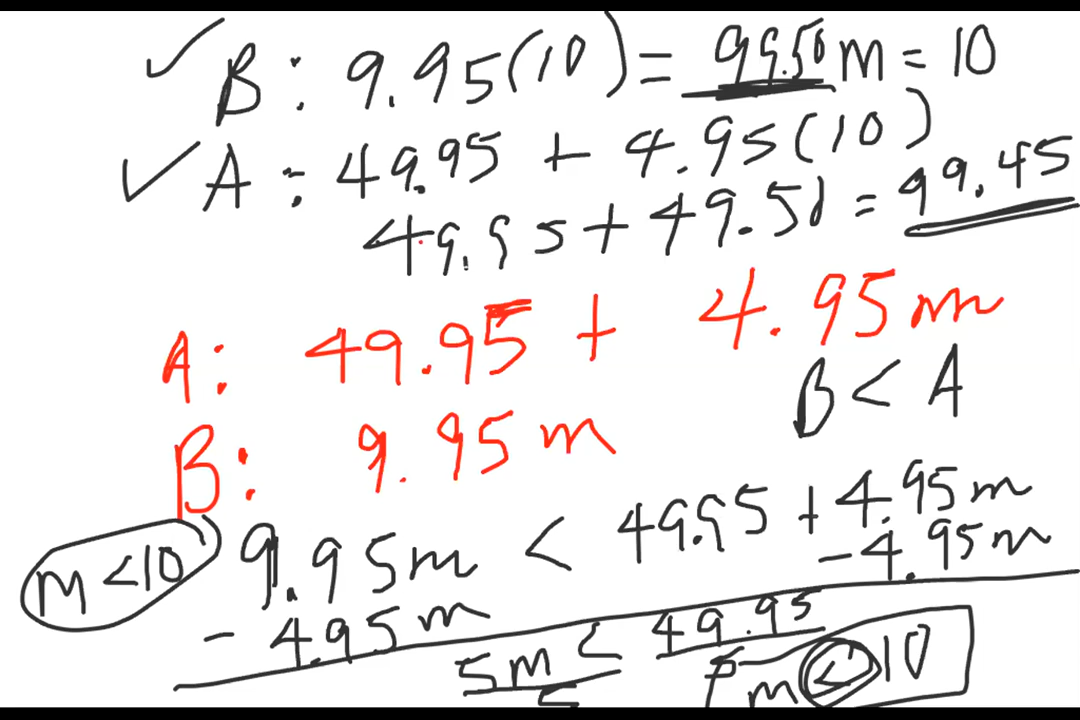 B: 9.95(10) = 99.50 m = 10
A: 49.95 + 4.95(10)
49.95 + 49.50 = 99.45
A: 49.95 + 4.95m
B < A
B: 9.95m
9.95m < 49.95 + 4.95m
m < 10
- 4.95m - 4.95m
5m < 49.95
5 5
m < 10